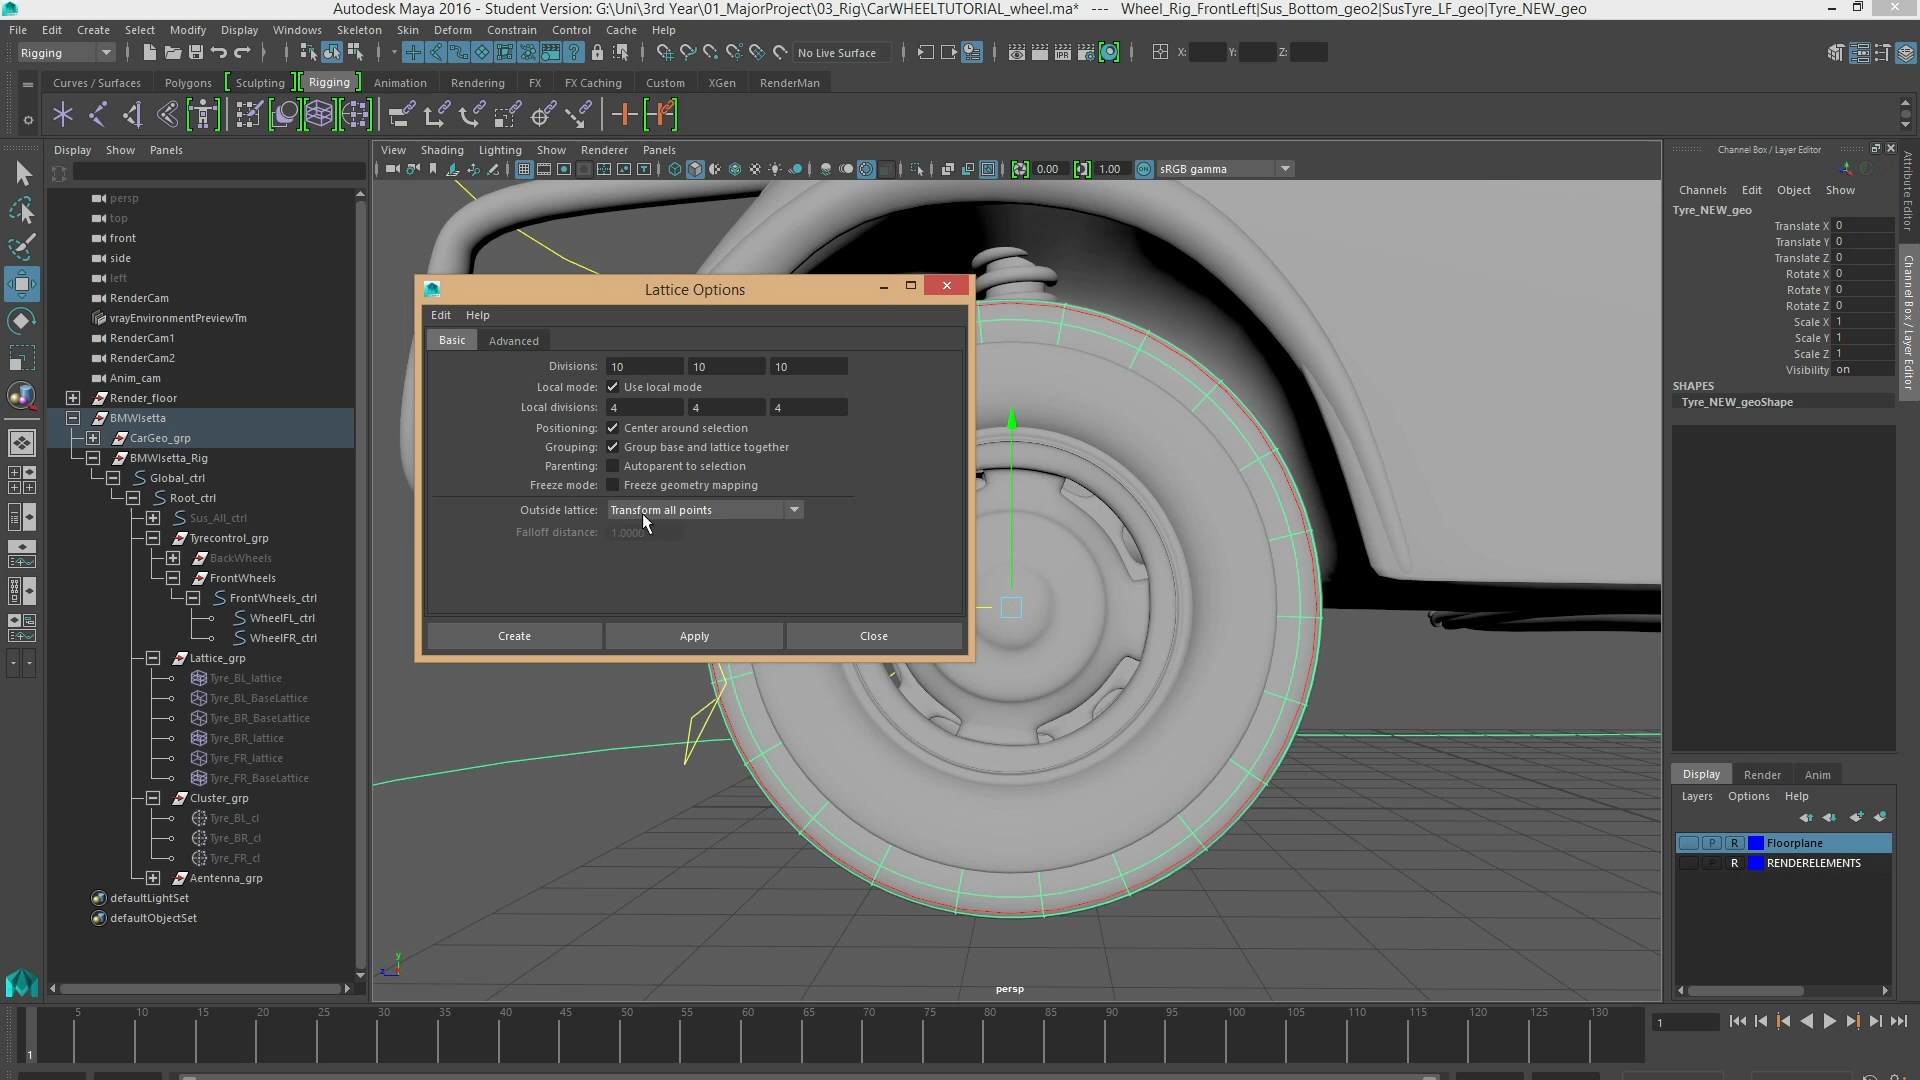 Autodesk Maya 2016 - Student Version: G:\Uni\3rd Year\01_MajorProject\03_Rig\CarWHEELTUTORIAL_wheel.ma* --- Wheel_Rig_FrontLeft|Sus_Bottom_geo2|SusTyre_LF_geo|Tyre_NEW_geo
File Edit Create Select Modify Display Windows Skeleton Skin Deform Constrain Control Cache Help
Rigging No Live Surface X: Y: Z:
Curves / Surfaces Polygons Sculpting Rigging Animation Rendering FX FX Caching Custom XGen RenderMan
Display Show Panels
View Shading Lighting Show Renderer Panels
0.00 1.00 sRGB gamma
persp
top
front
side
left
RenderCam
vrayEnvironmentPreviewTm
RenderCam1
RenderCam2
Anim_cam
Render_floor
BMWIsetta
CarGeo_grp
BMWIsetta_Rig
Global_ctrl
Root_ctrl
Sus_All_ctrl
Tyrecontrol_grp
BackWheels
FrontWheels
FrontWheels_ctrl
WheelFL_ctrl
WheelFR_ctrl
Lattice_grp
Tyre_BL_lattice
Tyre_BL_BaseLattice
Tyre_BR_BaseLattice
Tyre_BR_lattice
Tyre_FR_lattice
Tyre_FR_BaseLattice
Cluster_grp
Tyre_BL_cl
Tyre_BR_cl
Tyre_FR_cl
Aentenna_grp
defaultLightSet
defaultObjectSet
Lattice Options
Edit Help
Basic Advanced
Divisions: 10 10 10
Local mode: Use local mode
Local divisions: 4 4 4
Positioning: Center around selection
Grouping: Group base and lattice together
Parenting: Autoparent to selection
Freeze mode: Freeze geometry mapping
Outside lattice: Transform all points
Falloff distance: 1.0000
Create Apply Close
y
z
persp
Channel Box / Layer Editor
Channels Edit Object Show
Tyre_NEW_geo
Translate X 0
Translate Y 0
Translate Z 0
Rotate X 0
Rotate Y 0
Rotate Z 0
Scale X 1
Scale Y 1
Scale Z 1
Visibility on
SHAPES
Tyre_NEW_geoShape
Display Render Anim
Layers Options Help
P R Floorplane
P R RENDERELEMENTS
Attribute Editor
Channel Box / Layer Editor
5 10 15 20 25 30 35 40 45 50 55 60 65 70 75 80 85 90 95 100 105 110 115 120 125 130
1
1